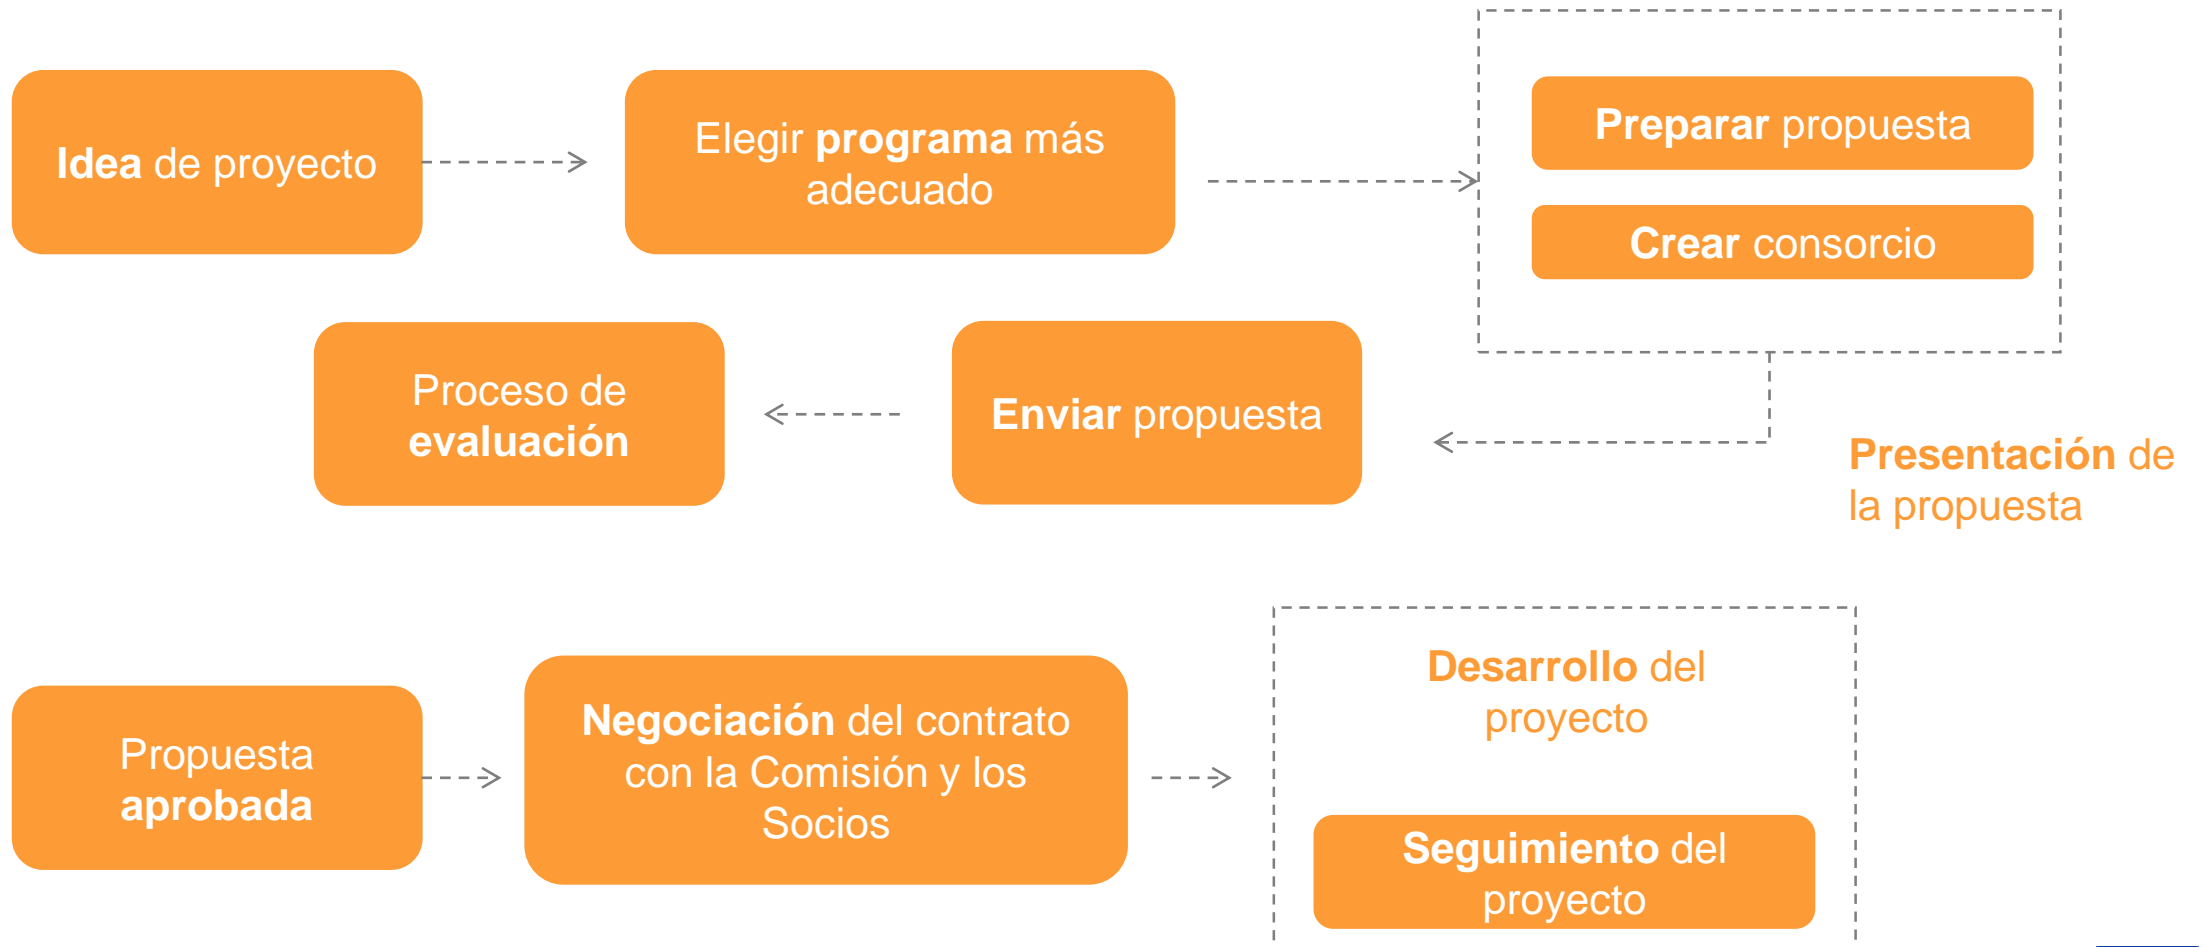 Idea de proyecto
Elegir programa más
adecuado
Preparar propuesta
Crear consorcio
Proceso de
evaluación
Enviar propuesta
Presentación de
la propuesta
Propuesta
aprobada
Negociación del contrato
con la Comisión y los
Socios
Desarrollo del
proyecto
Seguimiento del
proyecto